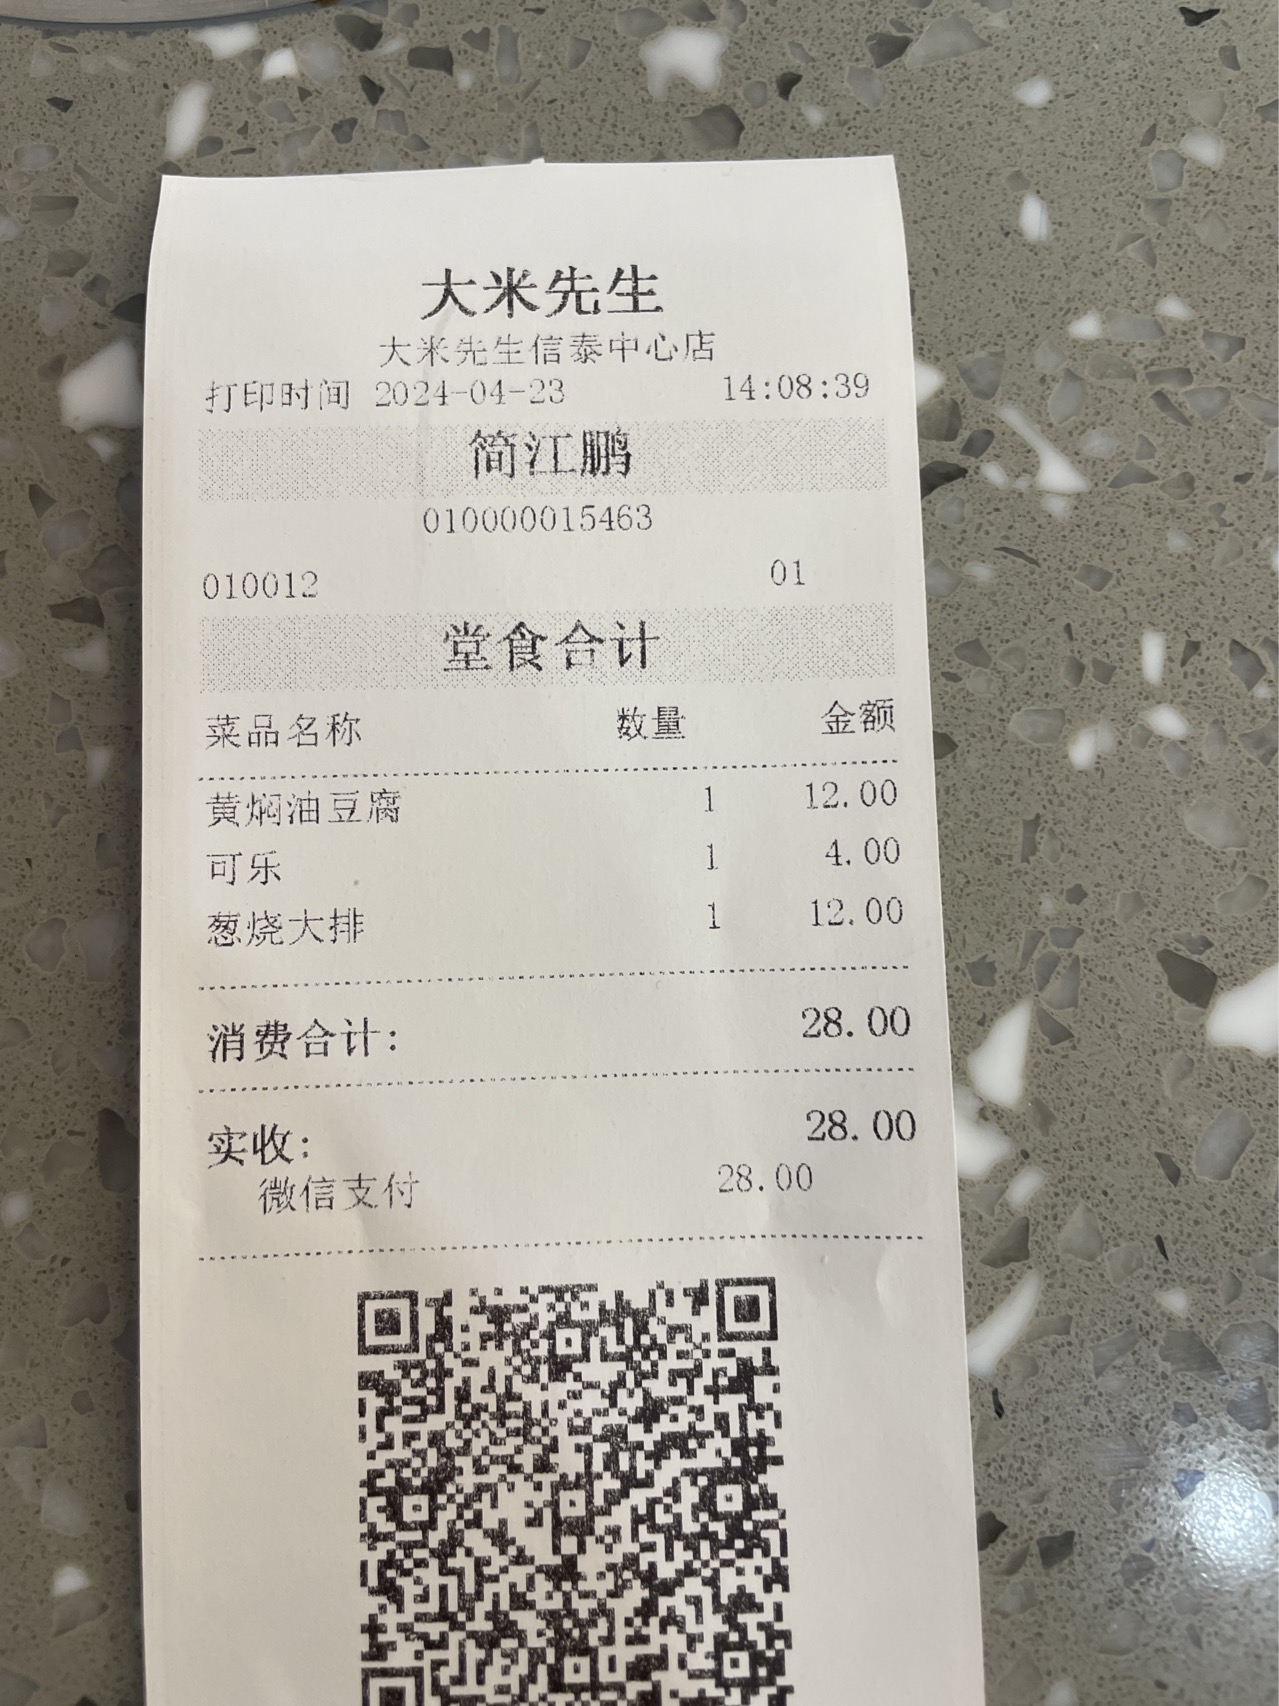 大米先生
大米先生信泰中心店
打印时间 2024-04-23 14:08:39
简江鹏
010000015463
010012 01
堂食合计
菜品名称 数量 金额
黄焖油豆腐 1 12.00
可乐 1 4.00
葱烧大排 1 12.00
消费合计: 28.00
实收: 28.00
微信支付 28.00